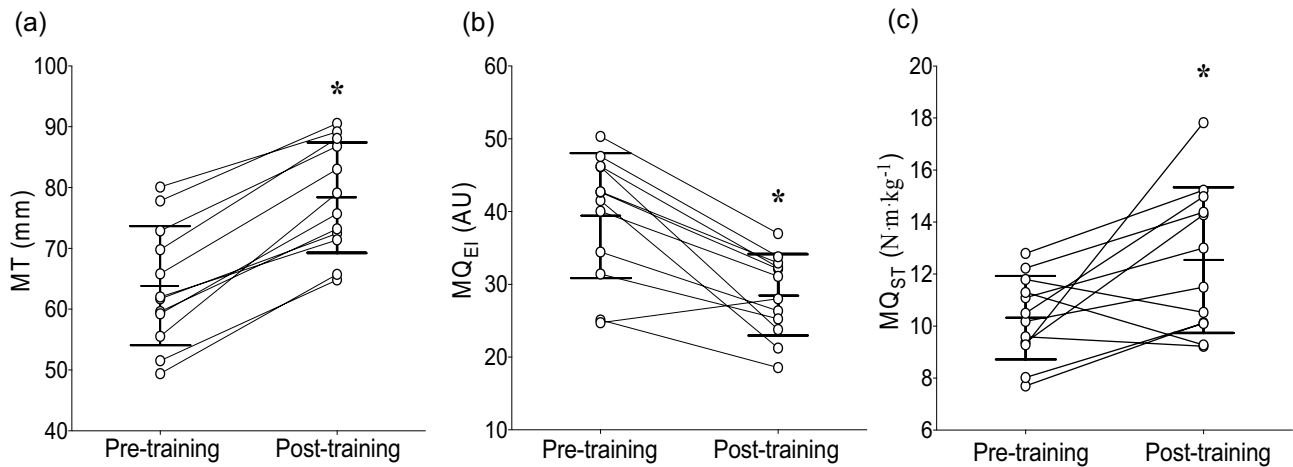 (a)
MT (mm)
100
90
80
70
60
50
40
*
Pre-training
Post-training
(b)
MQEI (AU)
60
50
40
30
20
10
*
Pre-training
Post-training
(c)
MQST (N·m·kg-1)
20
18
16
14
12
10
8
6
*
Pre-training
Post-training